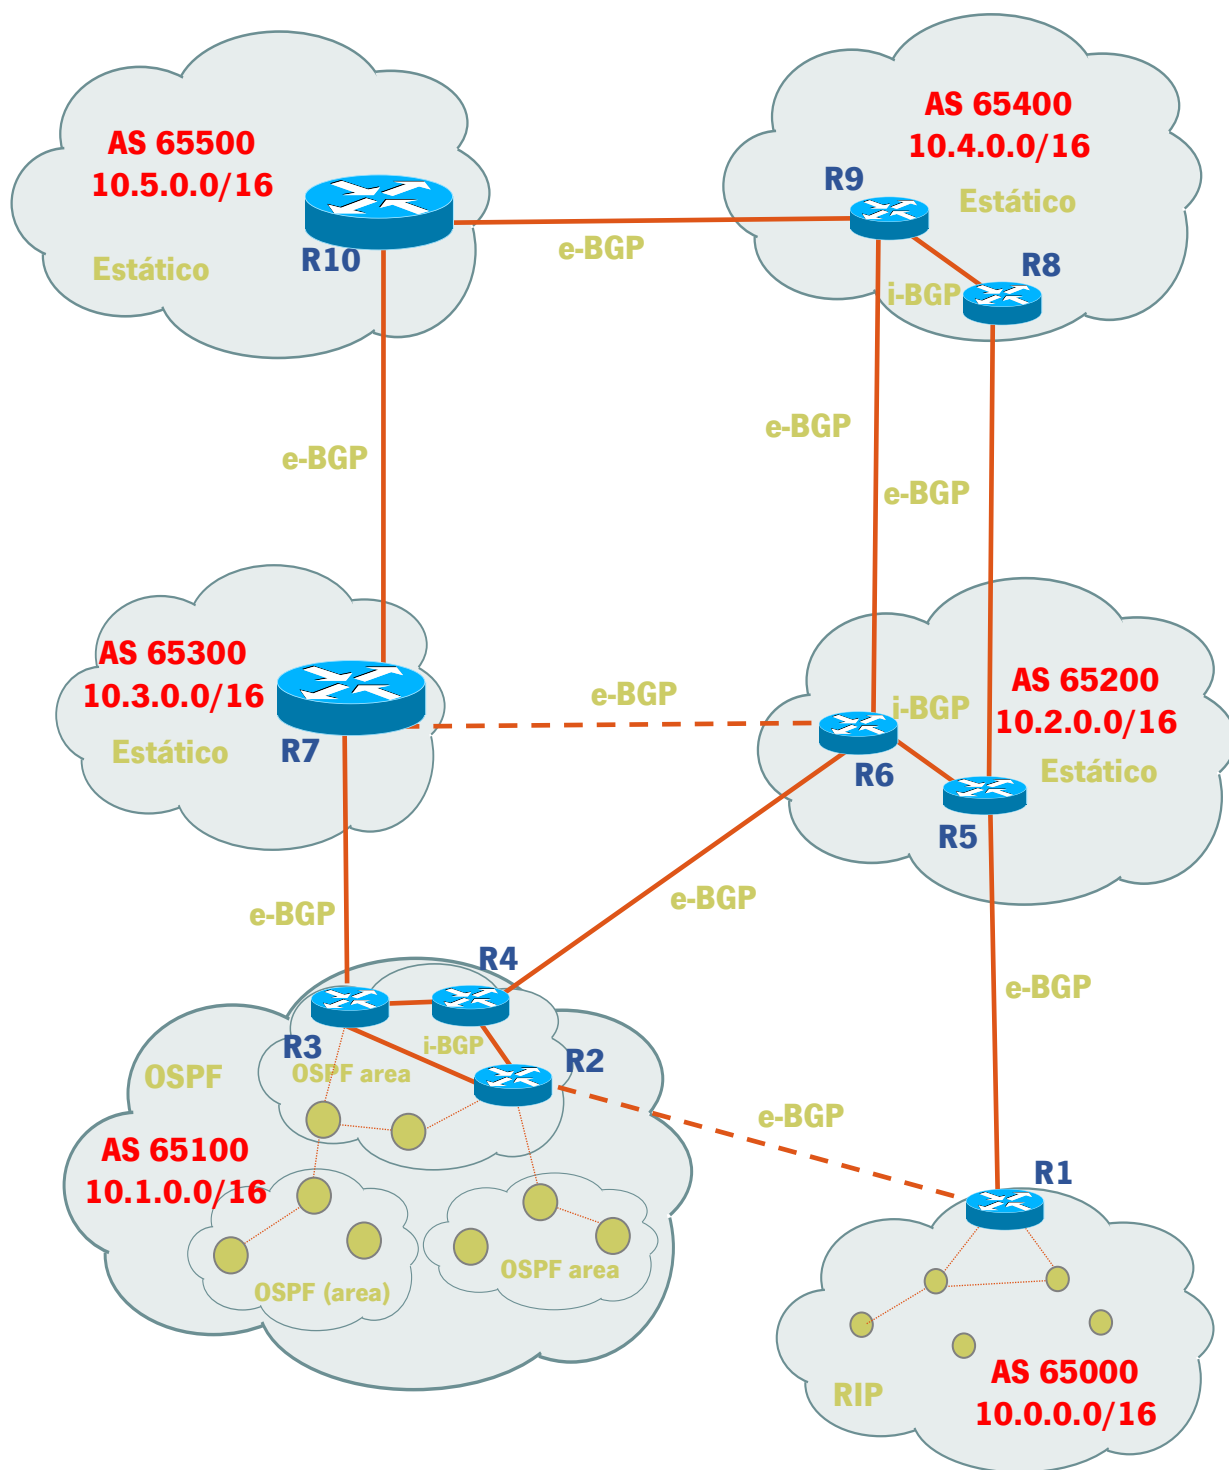 AS 65500
10.5.0.0/16
R10
Estático
e-BGP
AS 65400
10.4.0.0/16
R9
Estático
R8
i-BGP
e-BGP
e-BGP
e-BGP
AS 65300
10.3.0.0/16
R7
Estático
e-BGP
AS 65200
10.2.0.0/16
i-BGP
R6
Estático
R5
e-BGP
e-BGP
e-BGP
R4
R3
i-BGP
R2
OSPF
OSPF area
AS 65100
10.1.0.0/16
OSPF (area)
OSPF area
e-BGP
R1
AS 65000
10.0.0.0/16
RIP